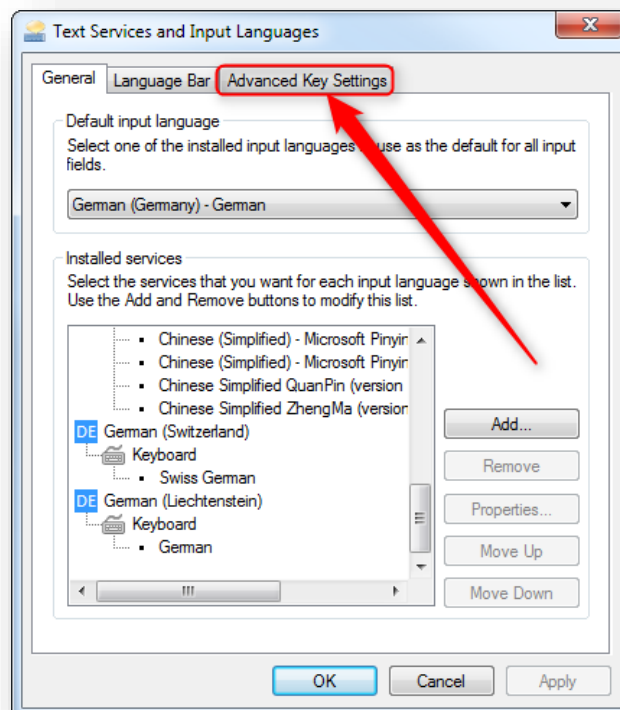 Text Services and Input Languages
General
Language Bar
Advanced Key Settings
Default input language
Select one of the installed input languages use as the default for all input
fields.
German (Germany) - German
Installed services
Select the services that you want for each input language shown in the list.
Use the Add and Remove buttons to modify this list.
Chinese (Simplified) - Microsoft Pinyin
Chinese (Simplified) - Microsoft Pinyin
Chinese Simplified QuanPin (version
Chinese Simplified ZhengMa (version
DE German (Switzerland)
Keyboard
Swiss German
DE German (Liechtenstein)
Keyboard
German
Add...
Remove
Properties...
Move Up
Move Down
OK
Cancel
Apply